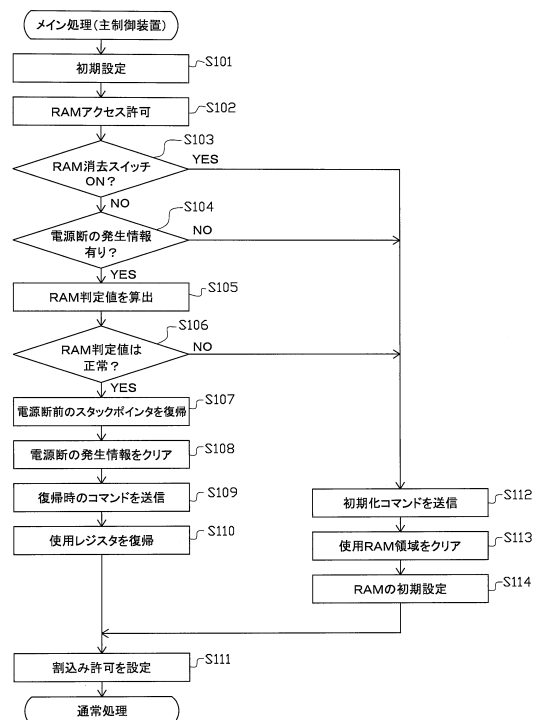 メイン処理(主制御装置)
初期設定
S101
RAMアクセス許可
S102
RAM消去スイッチ
ON?
S103
YES
NO
電源断の発生情報
有り?
S104
NO
YES
RAM判定値を算出
S105
RAM判定値は
正常?
S106
NO
YES
電源断前のスタックポインタを復帰
S107
電源断の発生情報をクリア
S108
復帰時のコマンドを送信
S109
使用レジスタを復帰
S110
初期化コマンドを送信
S112
使用RAM領域をクリア
S113
RAMの初期設定
S114
割込み許可を設定
S111
通常処理